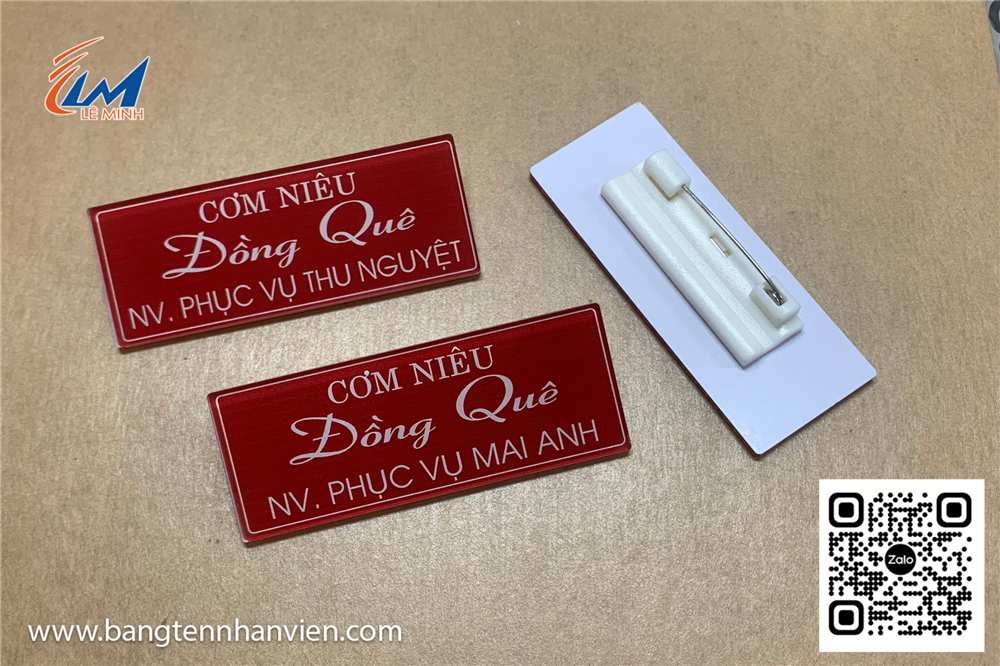 LM
LÊ MINH
CƠM NIÊU
Đồng Quê
NV. PHỤC VỤ THU NGUYỆT
CƠM NIÊU
Đồng Quê
NV. PHỤC VỤ MAI ANH
Zalo
www.bangtennhanvien.com